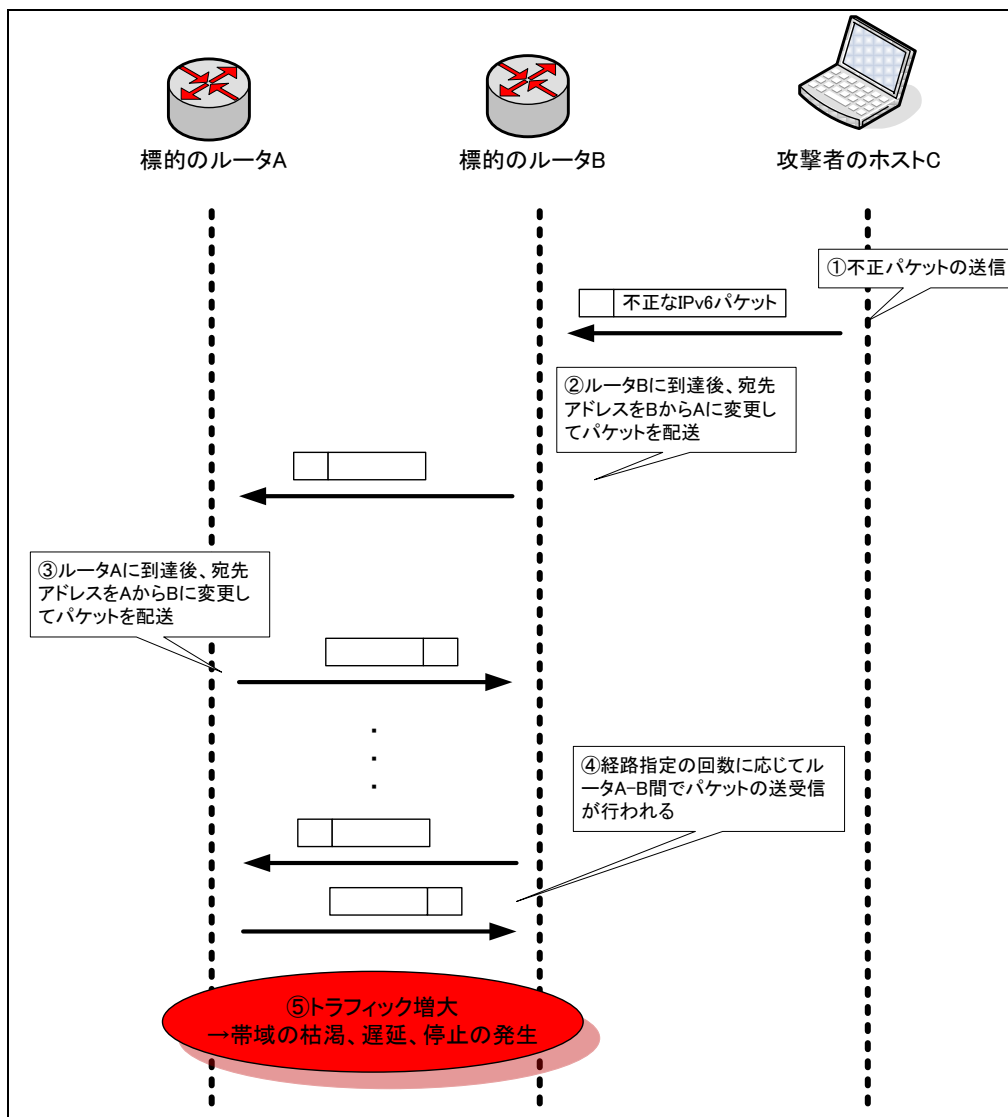 標的のルータA
標的のルータB
攻撃者のホストC
①不正パケットの送信
不正なIPv6パケット
②ルータBに到達後、宛先
アドレスをBからAに変更し
てパケットを配送
③ルータAに到達後、宛先
アドレスをAからBに変更し
てパケットを配送
・
・
・
④経路指定の回数に応じてル
ータA-B間でパケットの送受信
が行われる
⑤トラフィック増大
→帯域の枯渇、遅延、停止の発生